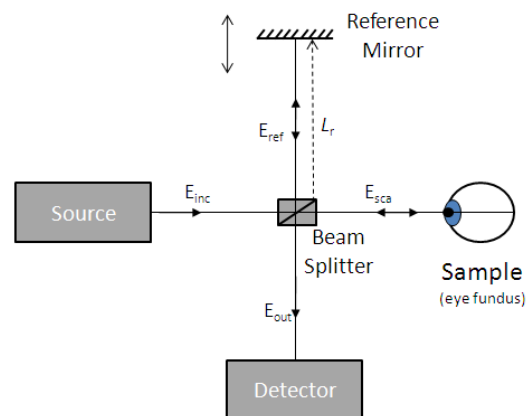 Reference
Mirror
E_ref
L_r
E_inc
E_sca
Source
Beam
Splitter
Sample
(eye fundus)
E_out
Detector